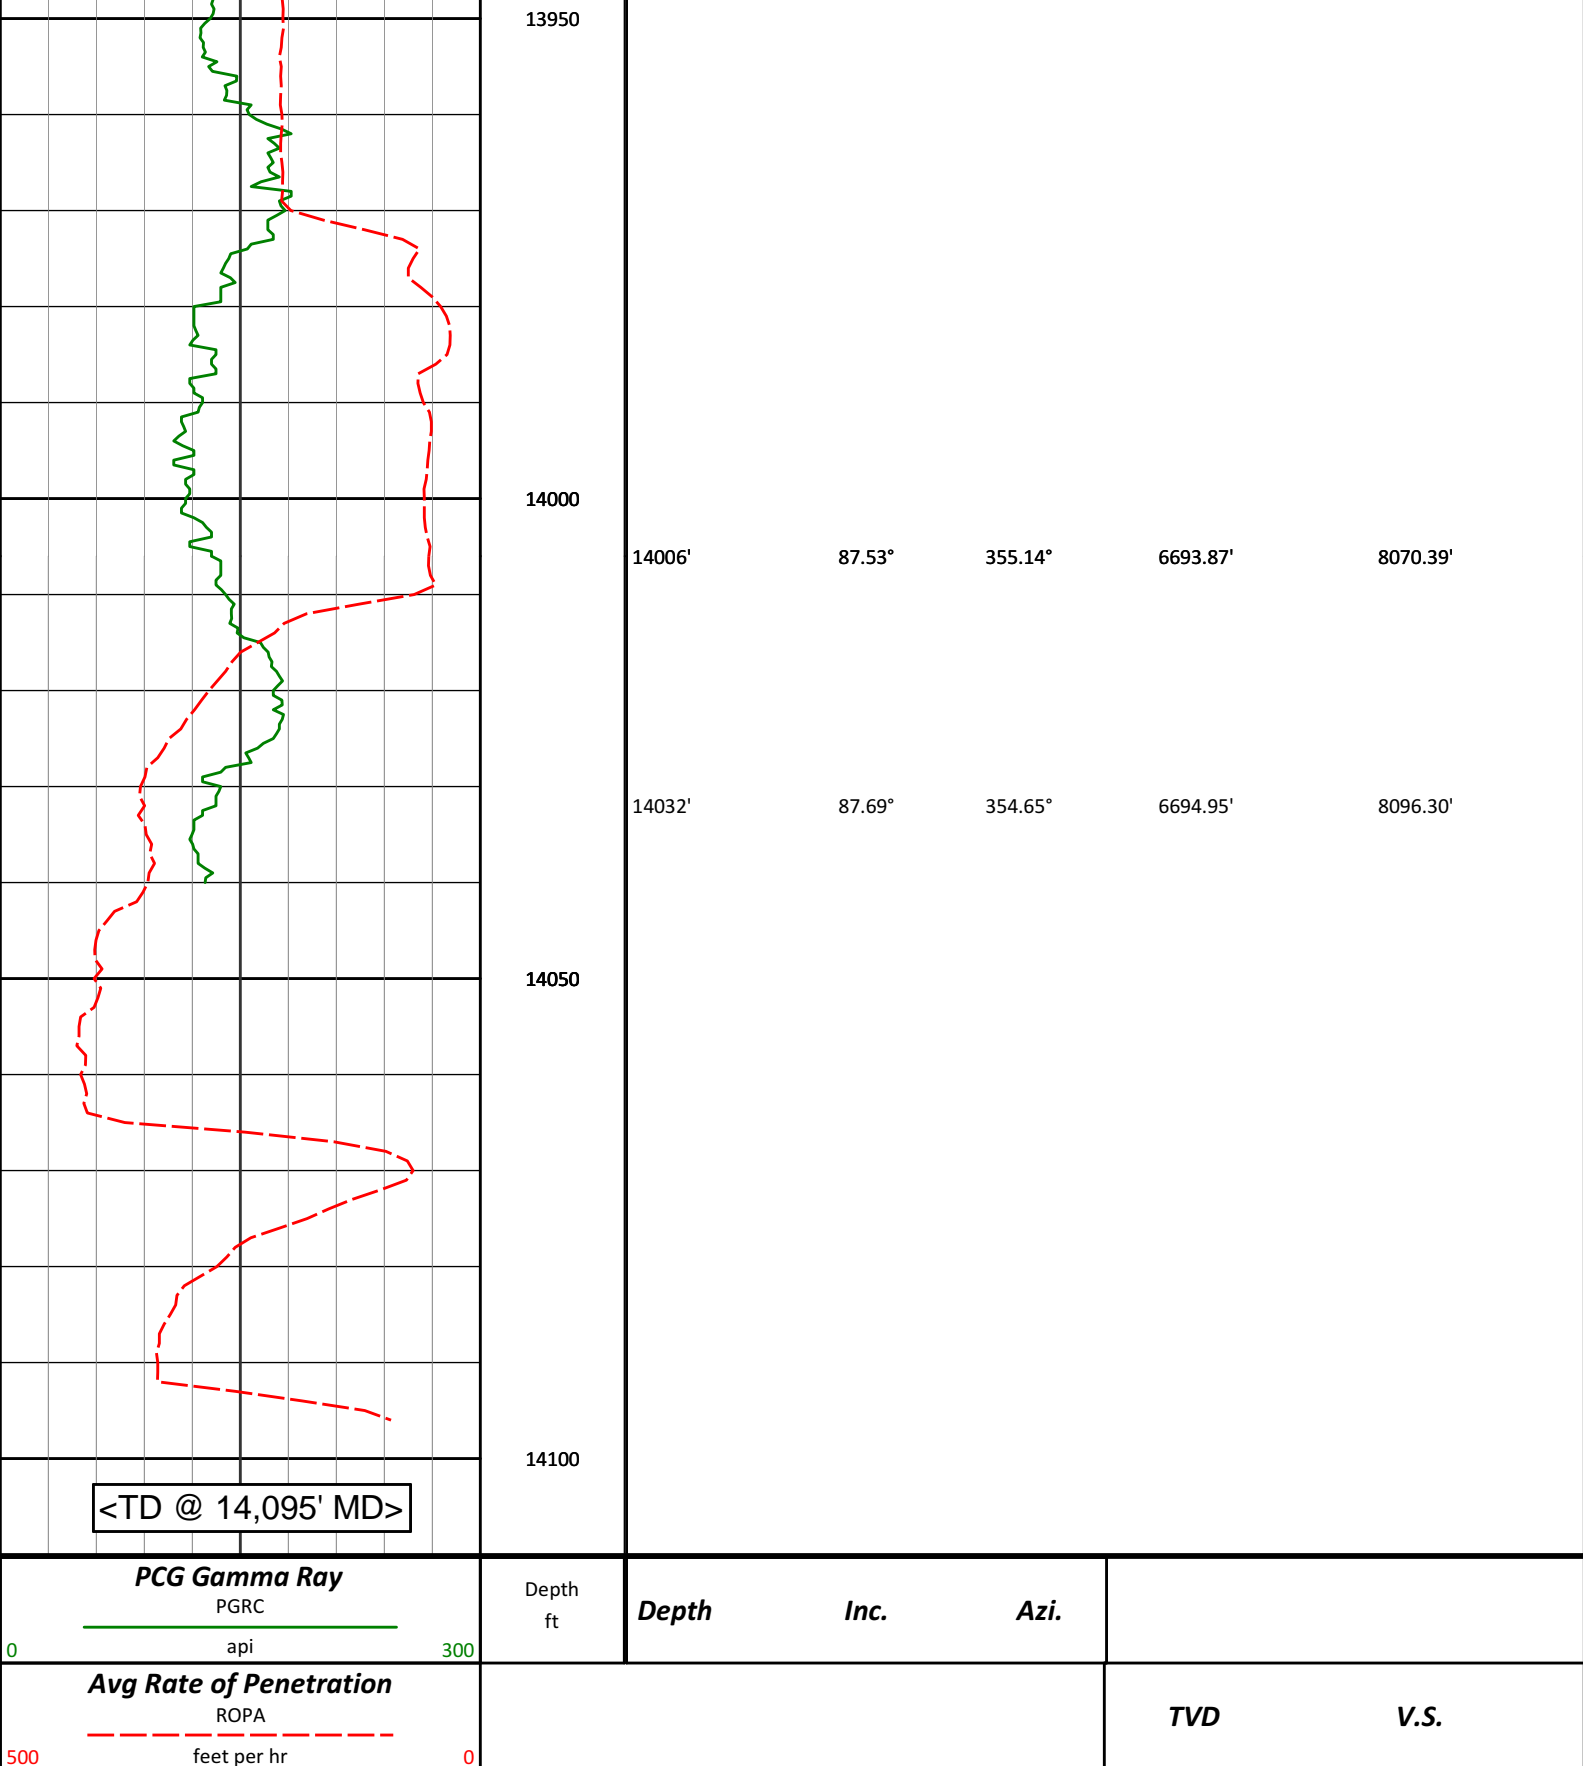 13950
14000
14006' 87.53° 355.14° 6693.87' 8070.39'
14032' 87.69° 354.65° 6694.95' 8096.30'
14050
14100
<TD @ 14,095' MD>
PCG Gamma Ray
PGRC
0 api 300
Depth
ft
Depth Inc. Azi.
Avg Rate of Penetration
ROPA
500 feet per hr 0
TVD V.S.